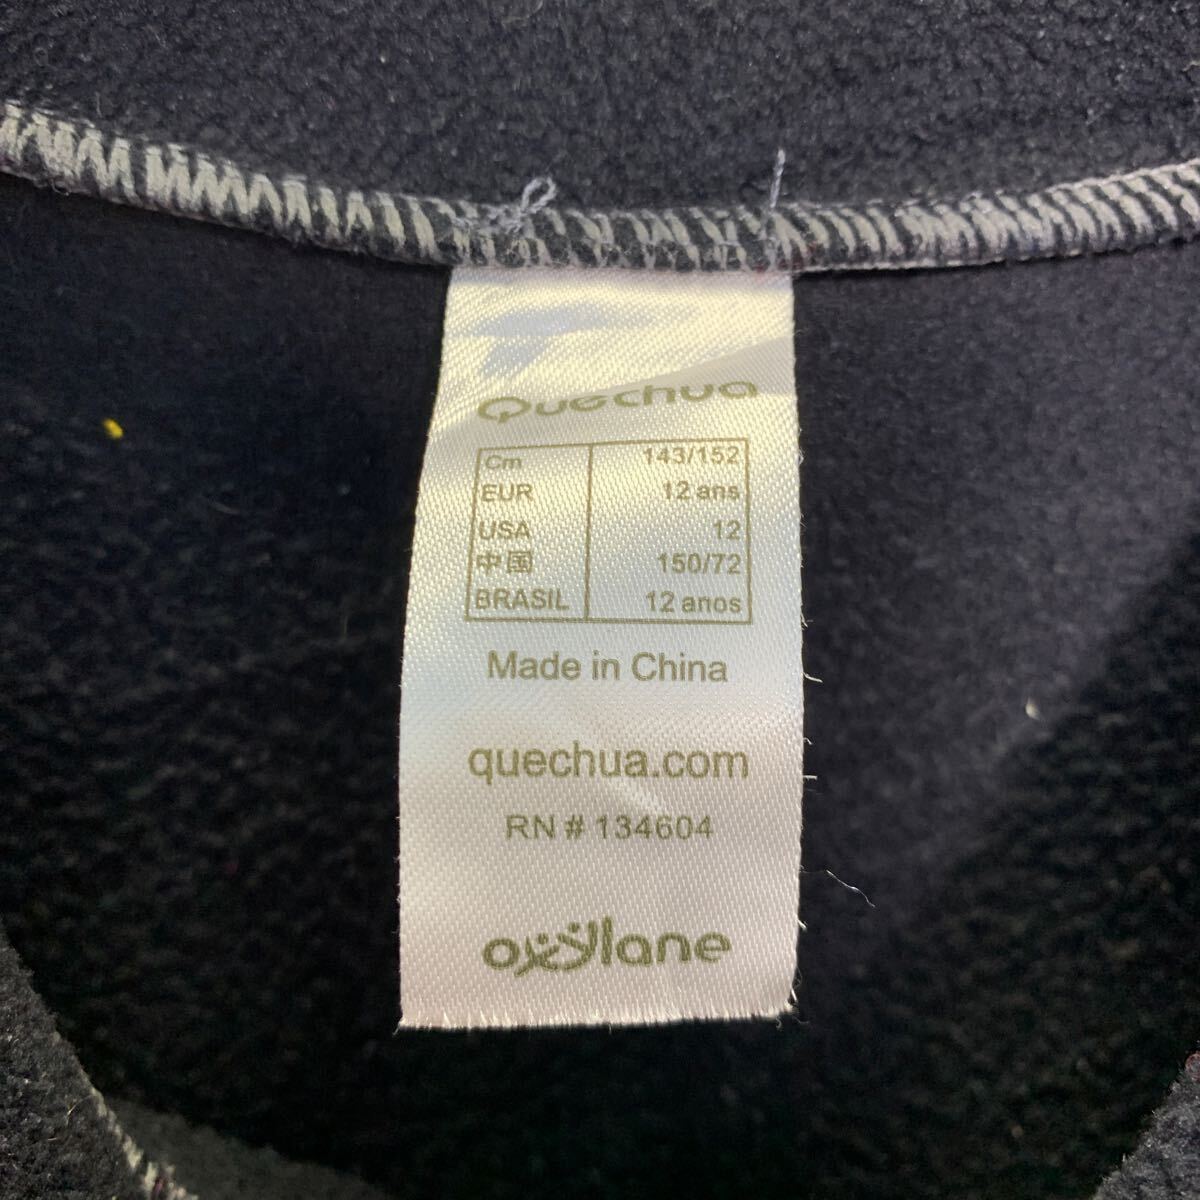 Quechua
Cm 143/152
EUR 12 ans
USA 12
中国 150/72
BRASIL 12 anos
Made in China
quechua.com
RN # 134604
oxylane